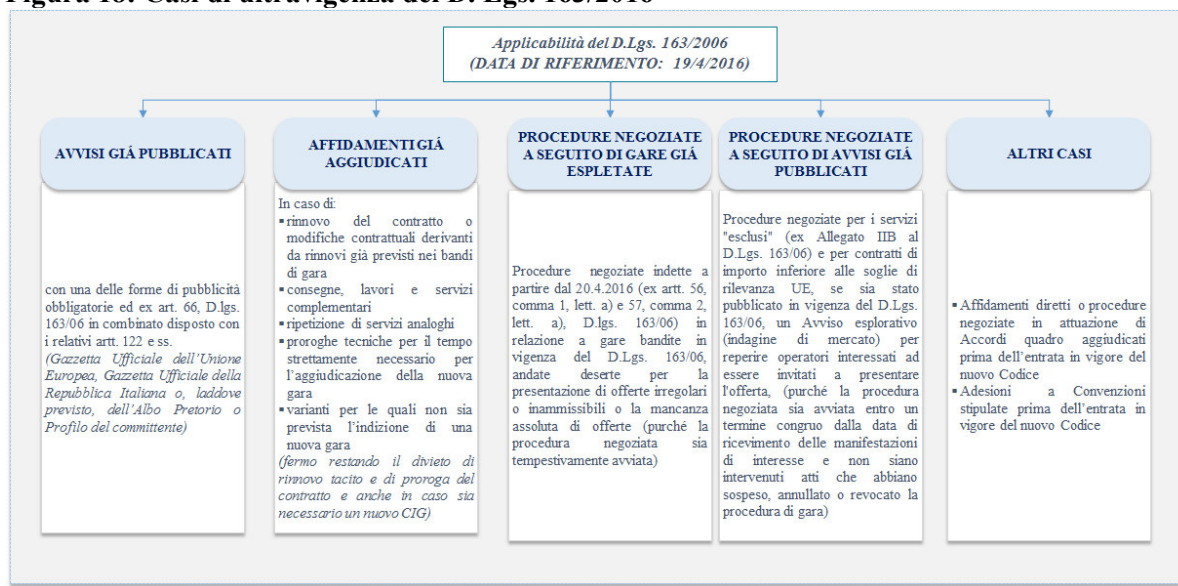 Figura 18: Casi di ultravigenza del D. Lgs. 163/2016
Applicabilità del D.Lgs. 163/2006
(DATA DI RIFERIMENTO: 19/4/2016)
AVVISI GIÁ PUBBLICATI
con una delle forme di pubblicità
obbligatorie ed ex art. 66, D.lgs.
163/06 in combinato disposto con
i relativi artt. 122 e ss.
(Gazzetta Ufficiale dell'Unione
Europea, Gazzetta Ufficiale della
Repubblica Italiana o, laddove
previsto, dell'Albo Pretorio o
Profilo del committente)
AFFIDAMENTI GIÁ
AGGIUDICATI
In caso di:
▪ rinnovo del contratto o
modifiche contrattuali derivanti
da rinnovi già previsti nei bandi
di gara
▪ consegne, lavori e servizi
complementari
▪ ripetizione di servizi analoghi
▪ proroghe tecniche per il tempo
strettamente necessario per
l'aggiudicazione della nuova
gara
▪ varianti per le quali non sia
prevista l'indizione di una
nuova gara
(fermo restando il divieto di
rinnovo tacito e di proroga del
contratto e anche in caso sia
necessario un nuovo CIG)
PROCEDURE NEGOZIATE
A SEGUITO DI GARE GIÁ
ESPLETATE
Procedure negoziate indette a
partire dal 20.4.2016 (ex artt. 56,
comma 1, lett. a) e 57, comma 2,
lett. a), D.lgs. 163/06) in
relazione a gare bandite in
vigenza del D.Lgs. 163/06,
andate deserte per la
presentazione di offerte irregolari
o inammissibili o la mancanza
assoluta di offerte (purché la
procedura negoziata sia
tempestivamente avviata)
PROCEDURE NEGOZIATE
A SEGUITO DI AVVISI GIÁ
PUBBLICATI
Procedure negoziate per i servizi
"esclusi" (ex Allegato IIB al
D.Lgs. 163/06) e per contratti di
importo inferiore alle soglie di
rilevanza UE, se sia stato
pubblicato in vigenza del D.Lgs.
163/06, un Avviso esplorativo
(indagine di mercato) per
reperire operatori interessati ad
essere invitati a presentare
l'offerta, (purché la procedura
negoziata sia avviata entro un
termine congruo dalla data di
ricevimento delle manifestazioni
di interesse e non siano
intervenuti atti che abbiano
sospeso, annullato o revocato la
procedura di gara)
ALTRI CASI
▪ Affidamenti diretti o procedure
negoziate in attuazione di
Accordi quadro aggiudicati
prima dell'entrata in vigore del
nuovo Codice
▪ Adesioni a Convenzioni
stipulate prima dell'entrata in
vigore del nuovo Codice